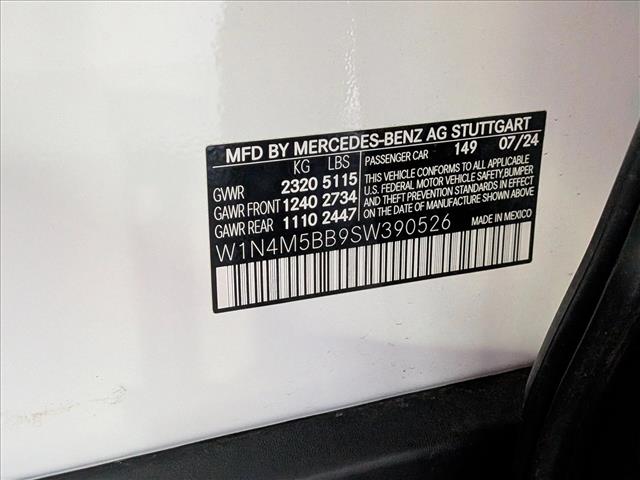 MFD BY MERCEDES-BENZ AG STUTTGART
KG LBS
GVWR 2320 5115
GAWR FRONT 1240 2734
GAWR REAR 1110 2447
PASSENGER CAR 149 07/24
THIS VEHICLE CONFORMS TO ALL APPLICABLE
U.S. FEDERAL MOTOR VEHICLE SAFETY, BUMPER
AND THEFT PREVENTION STANDARDS IN EFFECT
ON THE DATE OF MANUFACTURE SHOWN ABOVE.
MADE IN MEXICO
W1N4M5BB9SW390526